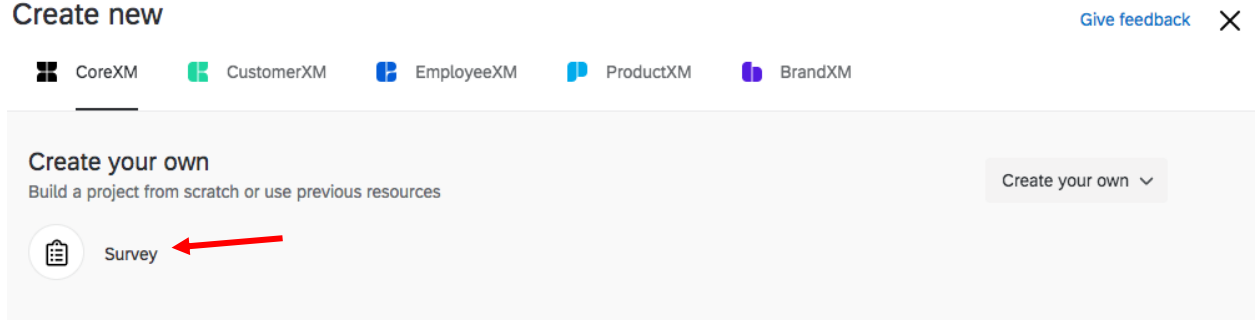 Create new
Give feedback
CoreXM CustomerXM EmployeeXM ProductXM BrandXM
Create your own
Build a project from scratch or use previous resources
Create your own
Survey